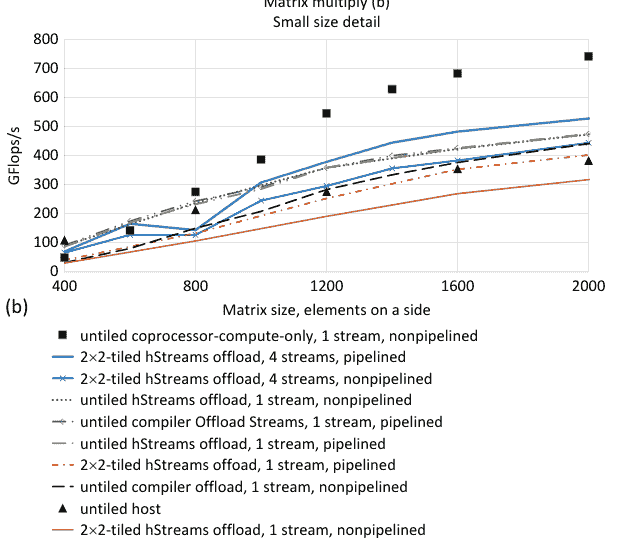 Matrix multiply (b)
Small size detail
800
700
600
500
400
300
200
100
0
GFlops/s
400
800
1200
1600
2000
Matrix size, elements on a side
(b)
untiled coprocessor-compute-only, 1 stream, nonpipelined
2×2-tiled hStreams offload, 4 streams, pipelined
2×2-tiled hStreams offload, 4 streams, nonpipelined
untiled hStreams offload, 1 stream, nonpipelined
untiled compiler Offload Streams, 1 stream, pipelined
untiled hStreams offload, 1 stream, pipelined
2×2-tiled hStreams offoad, 1 stream, pipelined
untiled compiler offload, 1 stream, nonpipelined
untiled host
2×2-tiled hStreams offload, 1 stream, nonpipelined